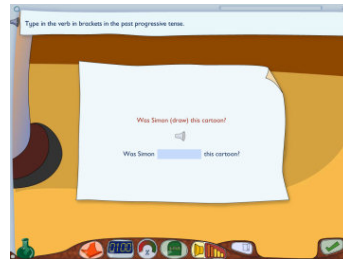 Type in the verb in brackets in the past progressive tense.
Was Simon (draw) this cartoon?
Was Simon this cartoon?
0100